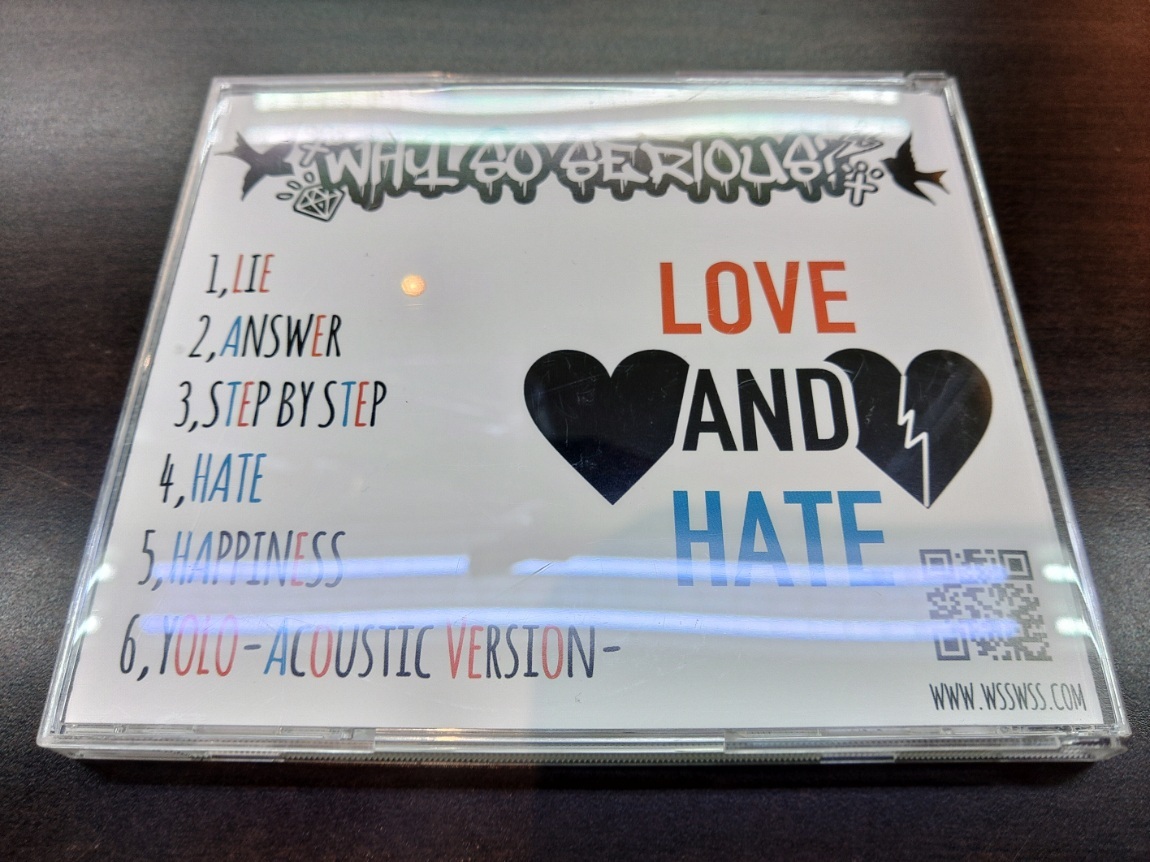 WHY SO SERIOUS?
1, LIE
2, ANSWER
3, STEP BY STEP
4, HATE
5, HAPPINESS
6, YOLO -ACOUSTIC VERSION-
LOVE
AND
HATE
WWW.WSSWSS.COM